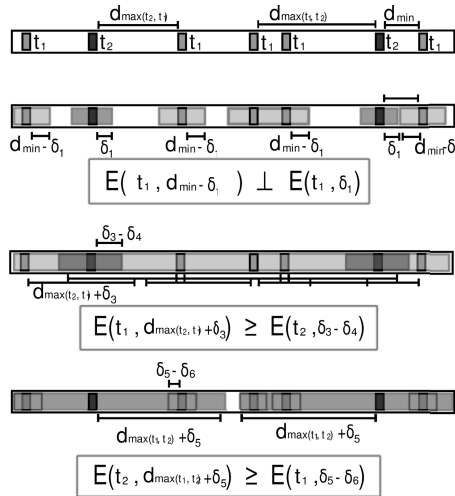 dmax(t₂, t₁) dmax(t₁,t₂) dmin
t₁ t₂ t₁ t₁ t₁ t₂ t₁
dmin-δ₁ δ₁ dmin-δ₁ dmin-δ₁ δ₁ dmin-δ
E( t₁ , dmin-δ₁ ) ⊥ E(t₁ , δ₁)
δ₃-δ₄
dmax(t₂, t₁)+δ₃
E(t₁ , dmax(t₂, t₁)+δ₃) ≥ E(t₂ ,δ₃-δ₄)
δ₅-δ₆
dmax(t₁,t₂) +δ₅ dmax(t₁,t₂) +δ₅
E(t₂ , dmax(t₁,t₂)+δ₅) ≥ E(t₁ ,δ₅-δ₆)